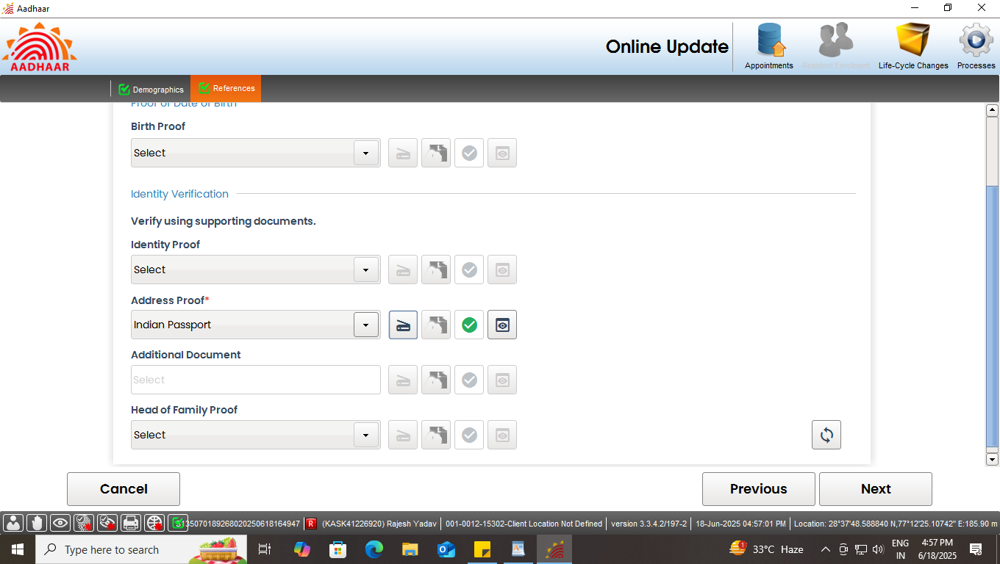 Aadhaar
AADHAAR
Online Update
Appointments
Resident Enrolment
Life-Cycle Changes
Processes
Demographics
References
Proof of Date of Birth
Birth Proof
Select
Identity Verification
Verify using supporting documents.
Identity Proof
Select
Address Proof*
Indian Passport
Additional Document
Select
Head of Family Proof
Select
Cancel
Previous
Next
R
(KASK41226920) Rajesh Yadav
001-0012-15302-Client Location Not Defined
version 3.3.4.2/197-2
18-Jun-2025 04:57:01 PM
Location: 28°37'48.588840 N,77°12'25.10742" E:185.90 m
Type here to search
1
33°C Haze
ENG
IN
4:57 PM
6/18/2025